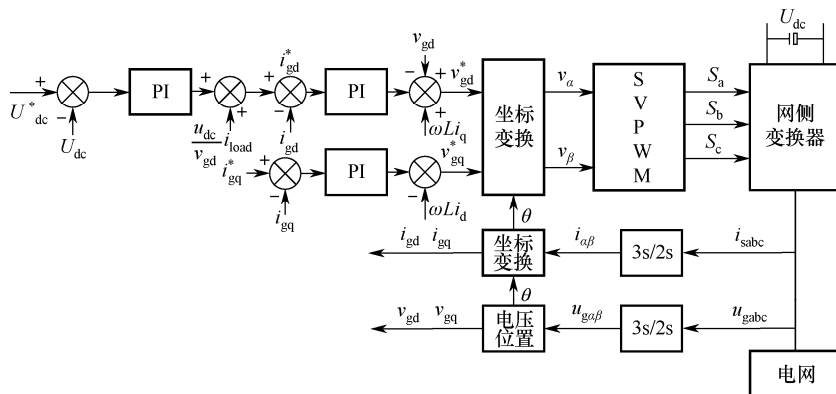 U_dc
v_gd
+ i*_gd − v*_gd
+ + + + S
PI PI 坐标变换 v_α V S_a 网侧变换器
U*_dc − + − + P S_b
U_dc u_dc/v_gd i_load i_gd ωLi_q v_β W S_c
i*_gq + v*_gq M
PI
− −
i_gq ωLi_d θ
i_gd i_gq 坐标变换 i_αβ 3s/2s i_sabc
θ
v_gd v_gq 电压位置 u_gαβ 3s/2s u_gabc
电网